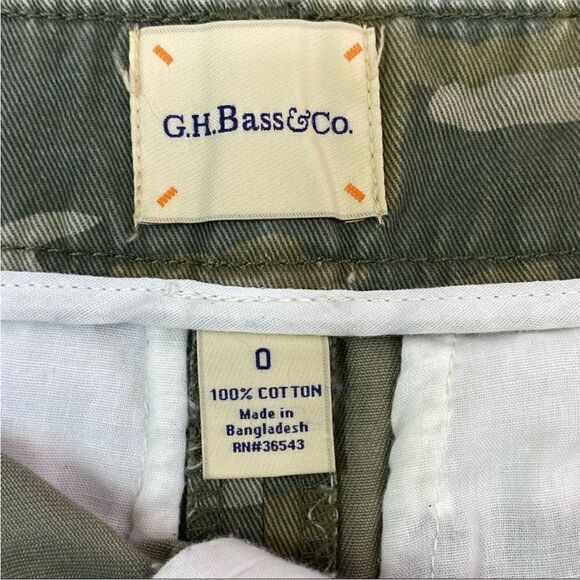 G.H.Bass&Co.
0
100% COTTON
Made in
Bangladesh
RN#36543